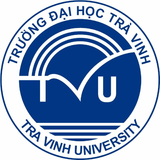 TRƯỜNG ĐẠI HỌC TRÀ VINH
TVU
TRA VINH UNIVERSITY